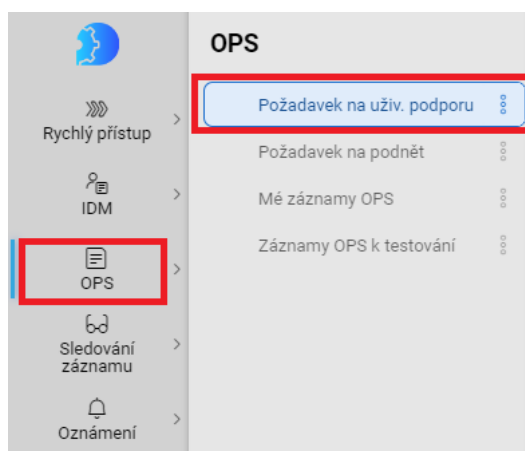 Rychlý přístup
IDM
OPS
Sledování
záznamu
Oznámení
OPS
Požadavek na uživ. podporu
Požadavek na podnět
Mé záznamy OPS
Záznamy OPS k testování